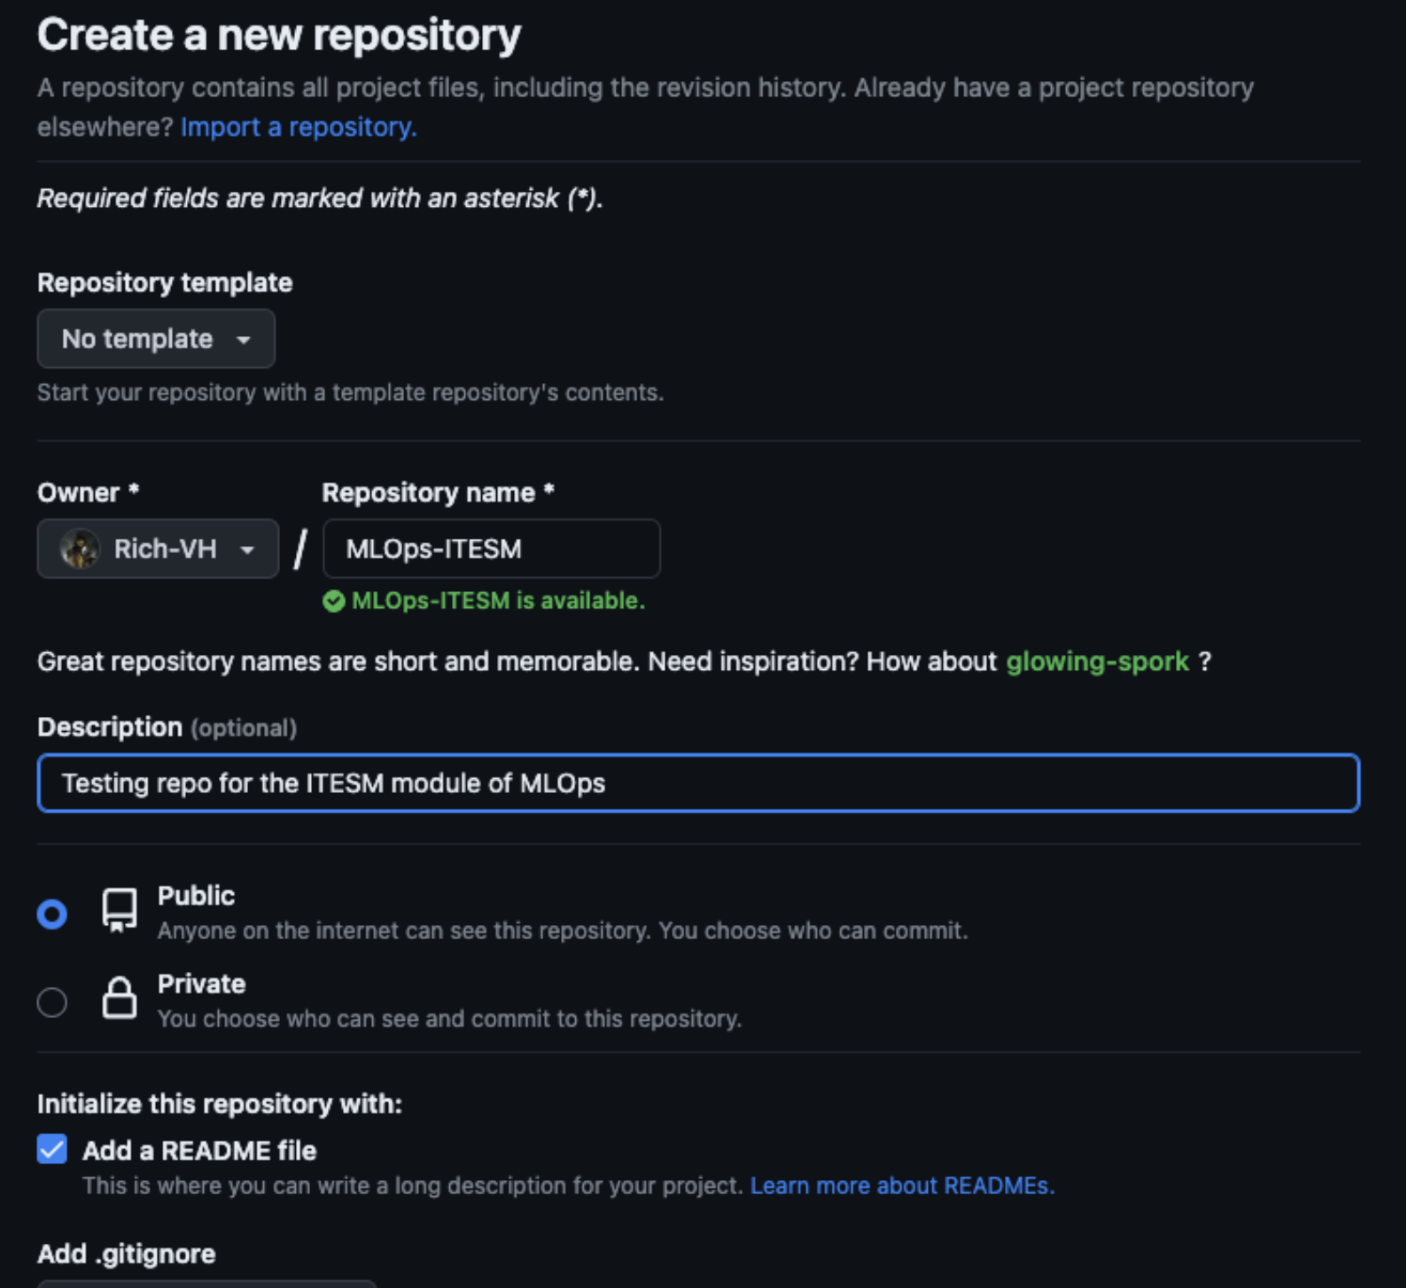 Create a new repository
A repository contains all project files, including the revision history. Already have a project repository
elsewhere? Import a repository.
Required fields are marked with an asterisk (*).
Repository template
No template
Start your repository with a template repository's contents.
Owner * Repository name *
Rich-VH / MLOps-ITESM
MLOps-ITESM is available.
Great repository names are short and memorable. Need inspiration? How about glowing-spork ?
Description (optional)
Testing repo for the ITESM module of MLOps
Public
Anyone on the internet can see this repository. You choose who can commit.
Private
You choose who can see and commit to this repository.
Initialize this repository with:
Add a README file
This is where you can write a long description for your project. Learn more about READMEs.
Add .gitignore